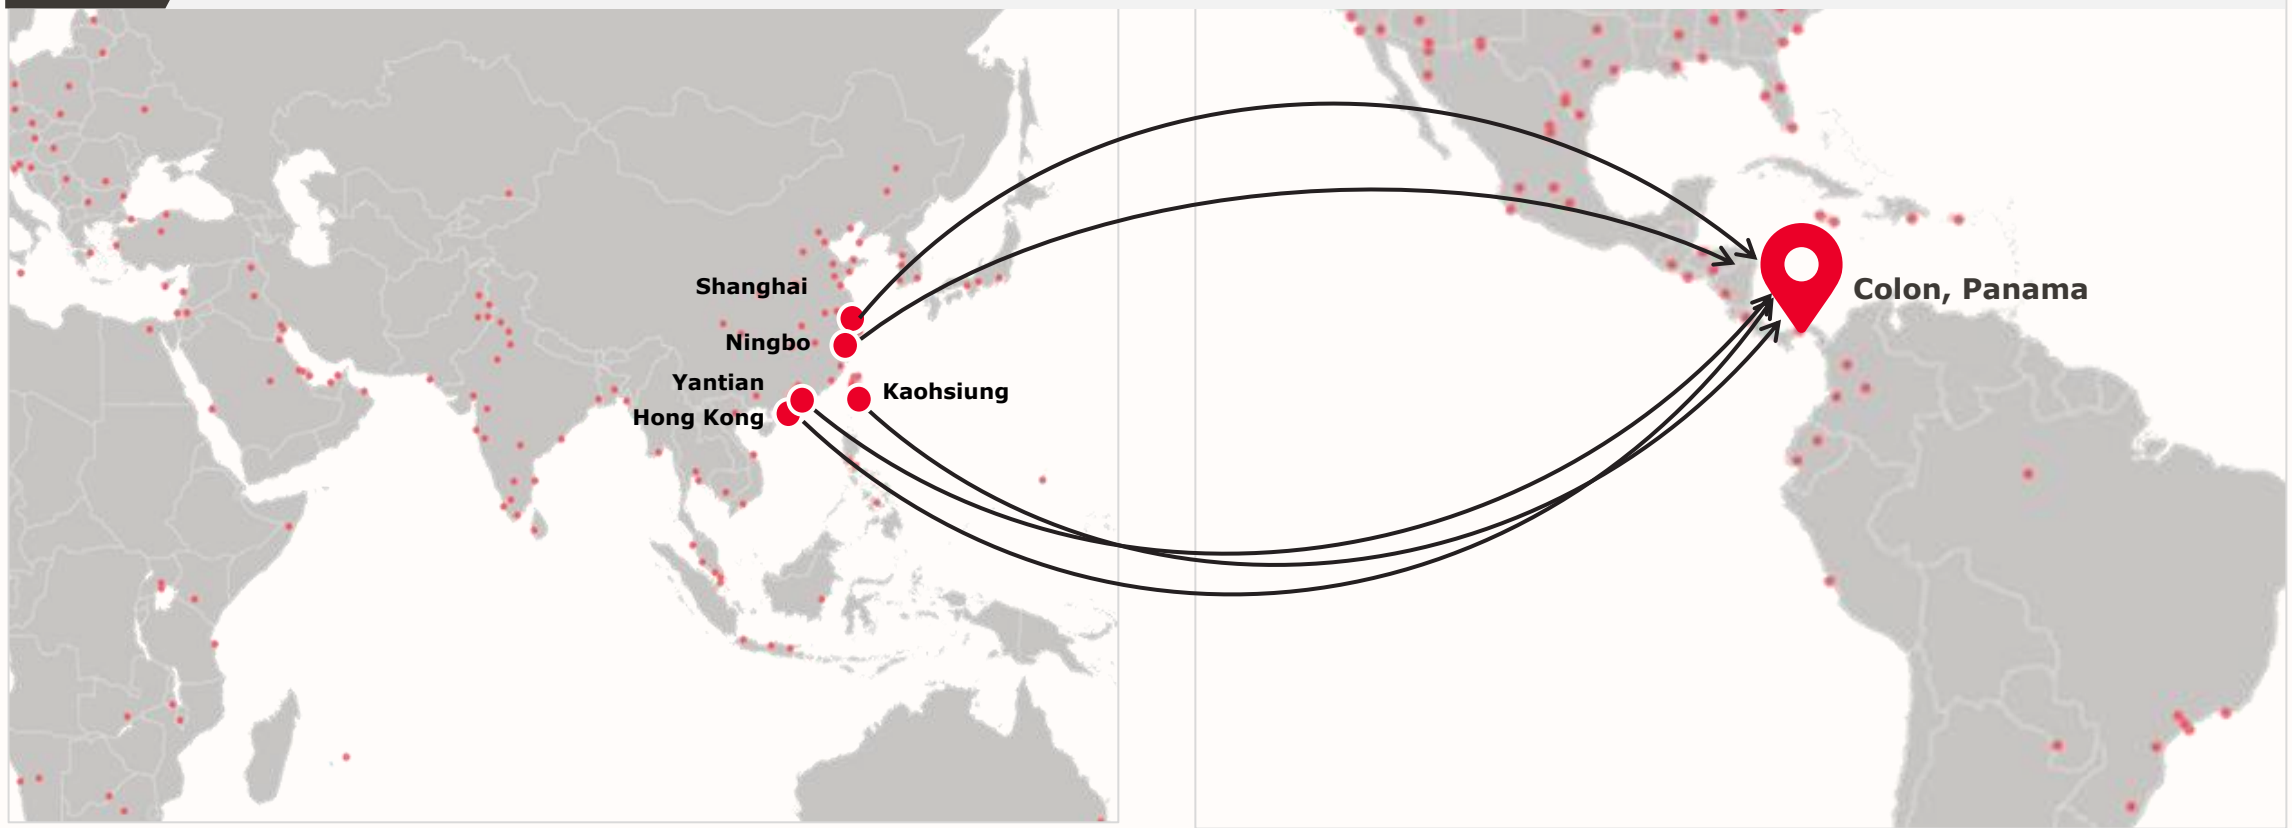 Shanghai
Ningbo
Yantian
Hong Kong
Kaohsiung
Colon, Panama